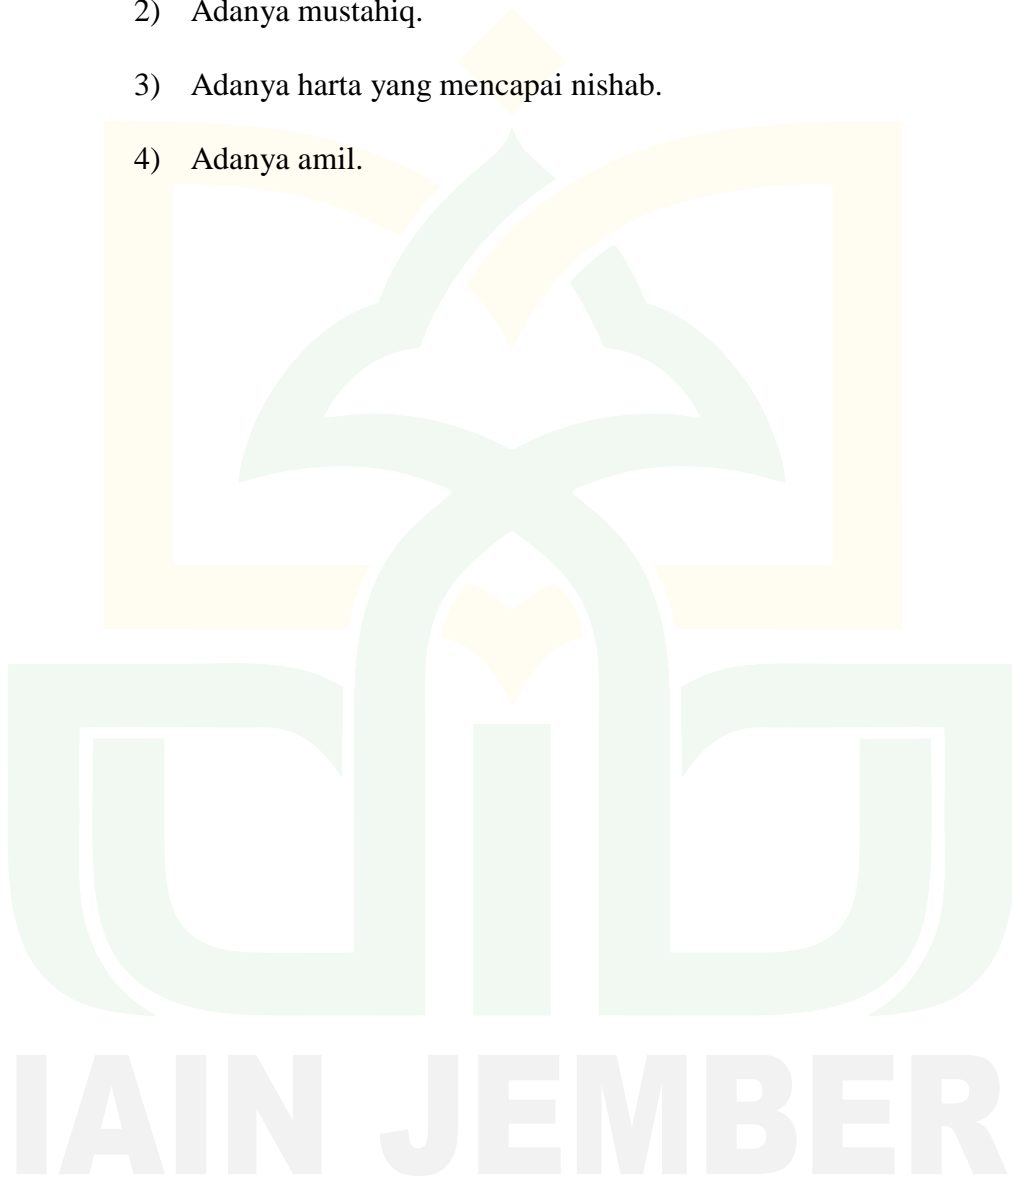 2) Adanya mustahiq.
3) Adanya harta yang mencapai nishab.
4) Adanya amil.
IAIN JEMBER